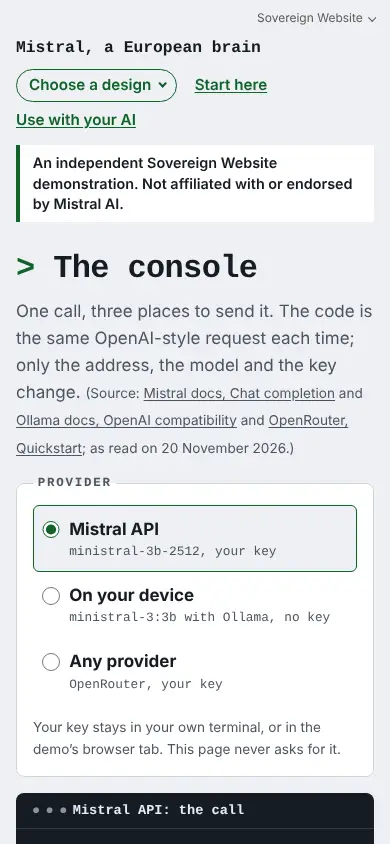 Sovereign Website
Mistral, a European brain
Choose a design
Start here
Use with your AI
An independent Sovereign Website
demonstration. Not affiliated with or endorsed
by Mistral AI.
> The console
One call, three places to send it. The code is
the same OpenAI-style request each time;
only the address, the model and the key
change. (Source: Mistral docs, Chat completion and
Ollama docs, OpenAI compatibility and OpenRouter,
Quickstart; as read on 20 November 2026.)
PROVIDER
Mistral API
ministral-3b-2512, your key
On your device
ministral-3:3b with Ollama, no key
Any provider
OpenRouter, your key
Your key stays in your own terminal, or in the
demo’s browser tab. This page never asks for it.
Mistral API: the call